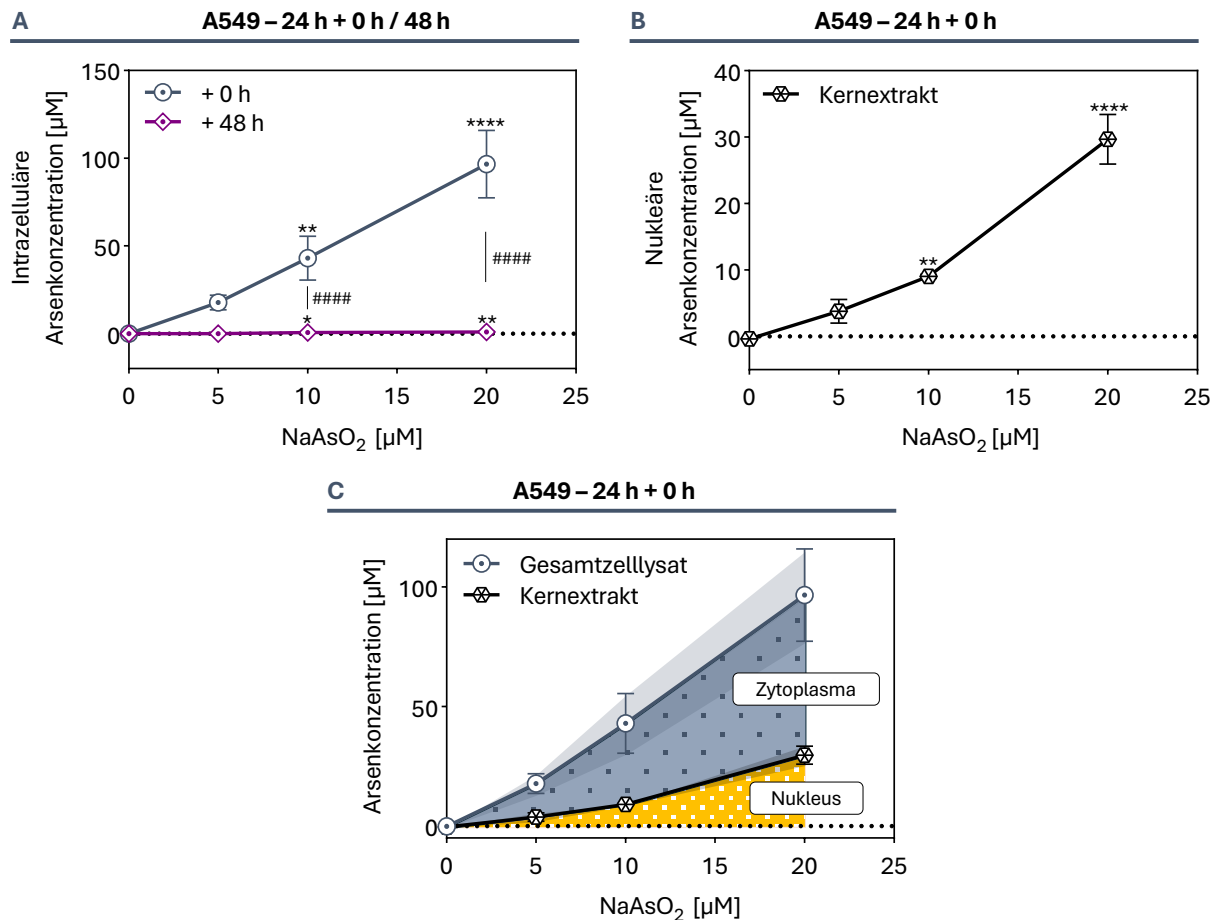 A
A549 – 24 h + 0 h / 48 h
Intrazelluläre
Arsenkonzentration [µM]
150
100
50
0
+ 0 h
+ 48 h
**
****
####
####
*
**
0 5 10 15 20 25
NaAsO2 [µM]
B
A549 – 24 h + 0 h
Nukleäre
Arsenkonzentration [µM]
40
30
20
10
0
Kernextrakt
**
****
0 5 10 15 20 25
NaAsO2 [µM]
C
A549 – 24 h + 0 h
Arsenkonzentration [µM]
100
50
0
Gesamtzelllysat
Kernextrakt
Zytoplasma
Nukleus
0 5 10 15 20 25
NaAsO2 [µM]